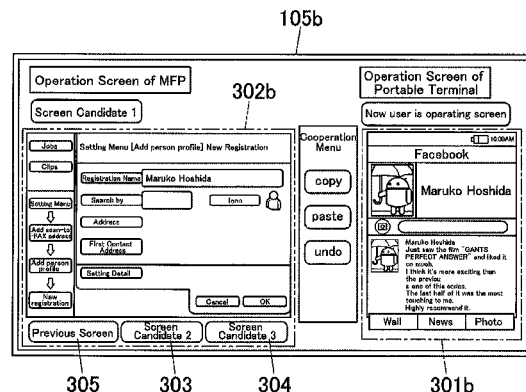 105b
Operation Screen of MFP
302b
Operation Screen of
Portable Terminal
Screen Candidate 1
Now user is operating screen
Jobs
Clips
Setting Menu
Add scan-to
-FAX address
Add person
profile
New
registration
Setting Menu [Add person profile] New Registration
Registration Name
Maruko Hoshida
Search by
Icon
Address
First Contact
Address
Setting Detail
Cancel
OK
Cooperation
Menu
copy
paste
undo
10:00AM
Facebook
Maruko Hoshida
Maruko Hoshida
Just saw the film "GANTS
PERFECT ANSWER" and liked it
so much.
I think it's more exciting than
the previou
s one of this series.
The last half of it was the most
touching to me.
Highly recommend it.
Wall
News
Photo
Previous Screen
Screen
Candidate 2
Screen
Candidate 3
305
303
304
301b